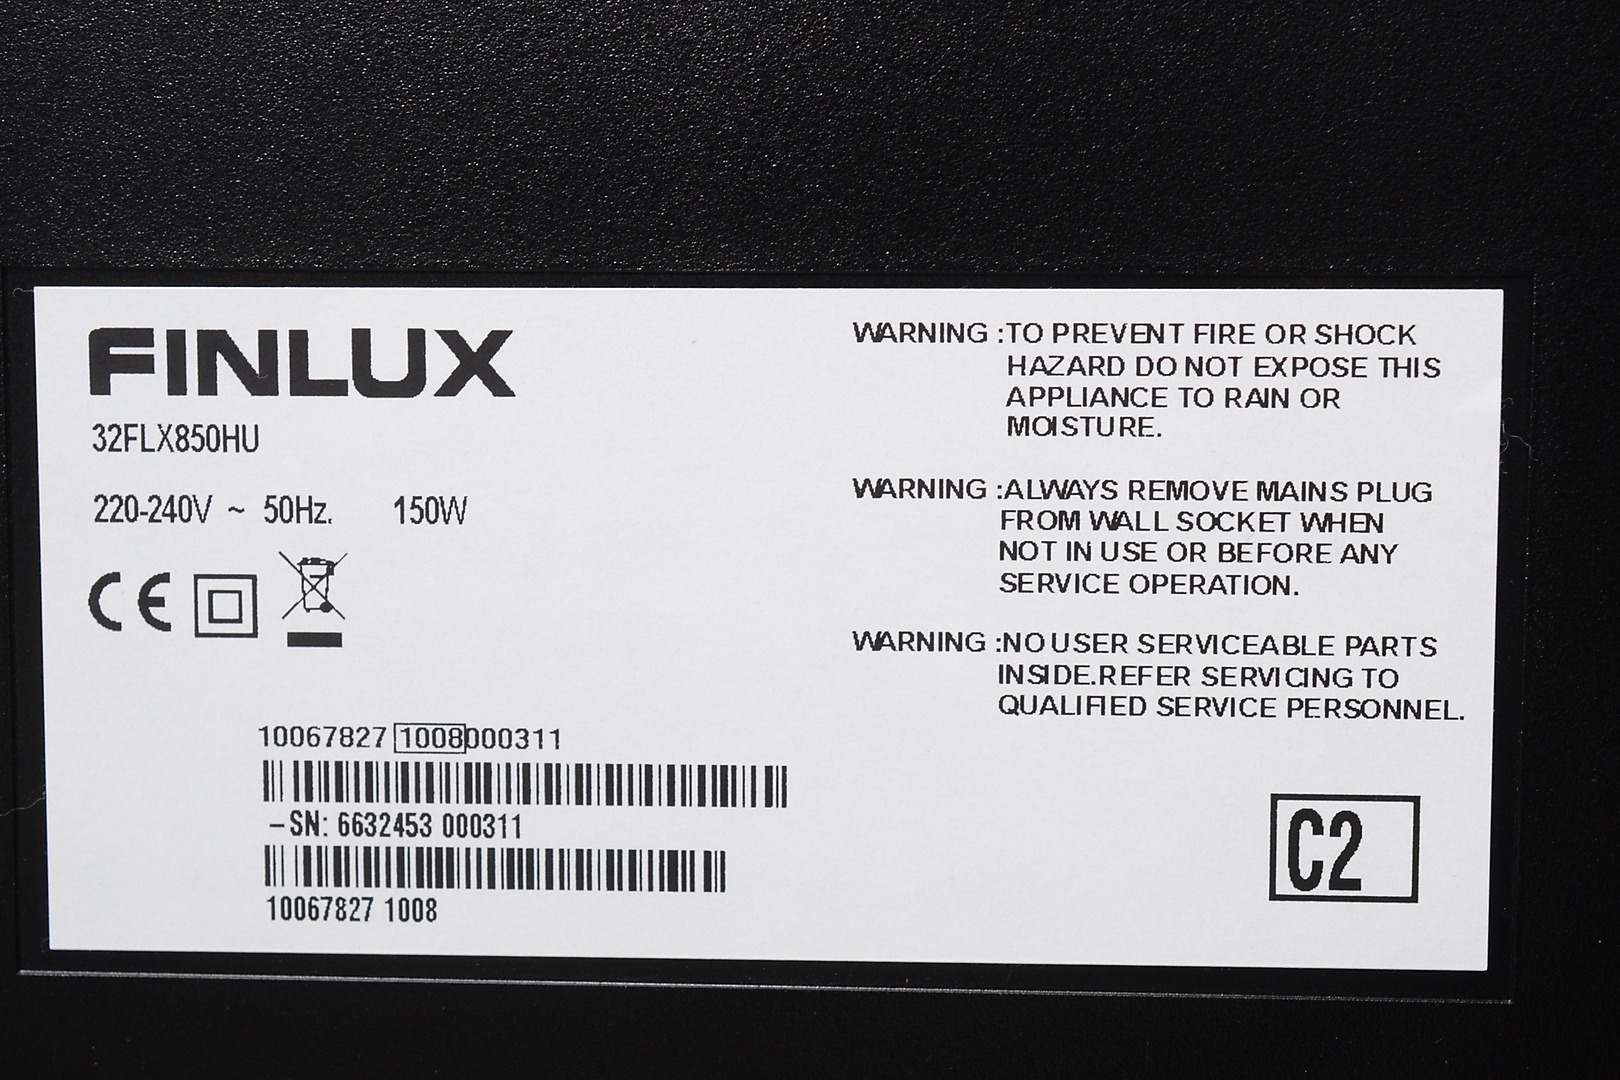 FINLUX
32FLX850HU
220-240V ~ 50Hz. 150W
CE
10067827 1008000311
-SN: 6632453 000311
10067827 1008
WARNING :TO PREVENT FIRE OR SHOCK
HAZARD DO NOT EXPOSE THIS
APPLIANCE TO RAIN OR
MOISTURE.
WARNING :ALWAYS REMOVE MAINS PLUG
FROM WALL SOCKET WHEN
NOT IN USE OR BEFORE ANY
SERVICE OPERATION.
WARNING :NO USER SERVICEABLE PARTS
INSIDE.REFER SERVICING TO
QUALIFIED SERVICE PERSONNEL.
C2